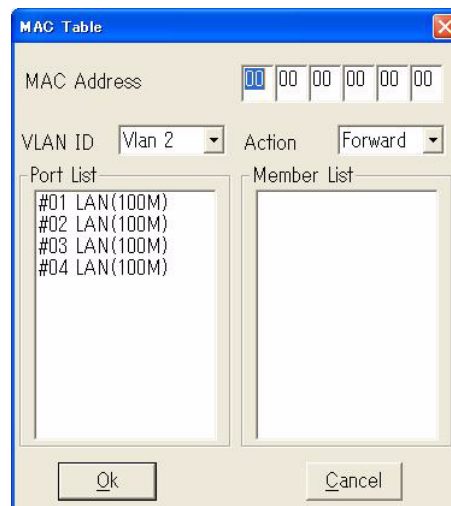 MAC Table
MAC Address 00 00 00 00 00 00
VLAN ID Vlan 2 Action Forward
Port List Member List
#01 LAN(100M)
#02 LAN(100M)
#03 LAN(100M)
#04 LAN(100M)
Ok Cancel